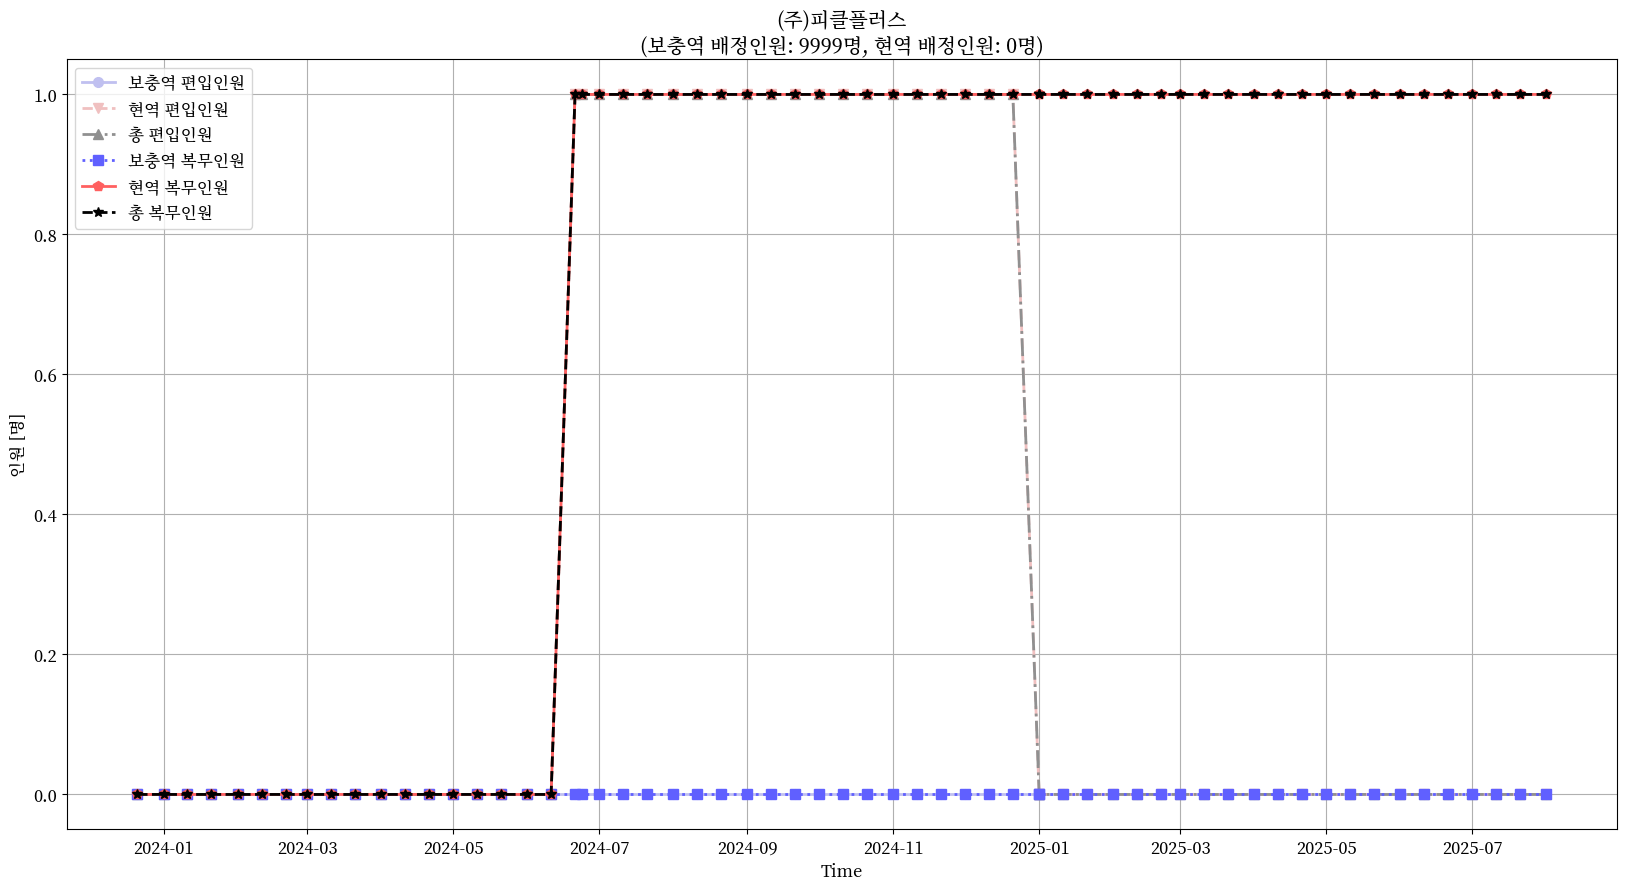 (주)피클플러스
(보충역 배정인원: 9999명, 현역 배정인원: 0명)
보충역 편입인원
현역 편입인원
총 편입인원
보충역 복무인원
현역 복무인원
총 복무인원
인원 [명]
1.0
0.8
0.6
0.4
0.2
0.0
2024-01
2024-03
2024-05
2024-07
2024-09
2024-11
2025-01
2025-03
2025-05
2025-07
Time